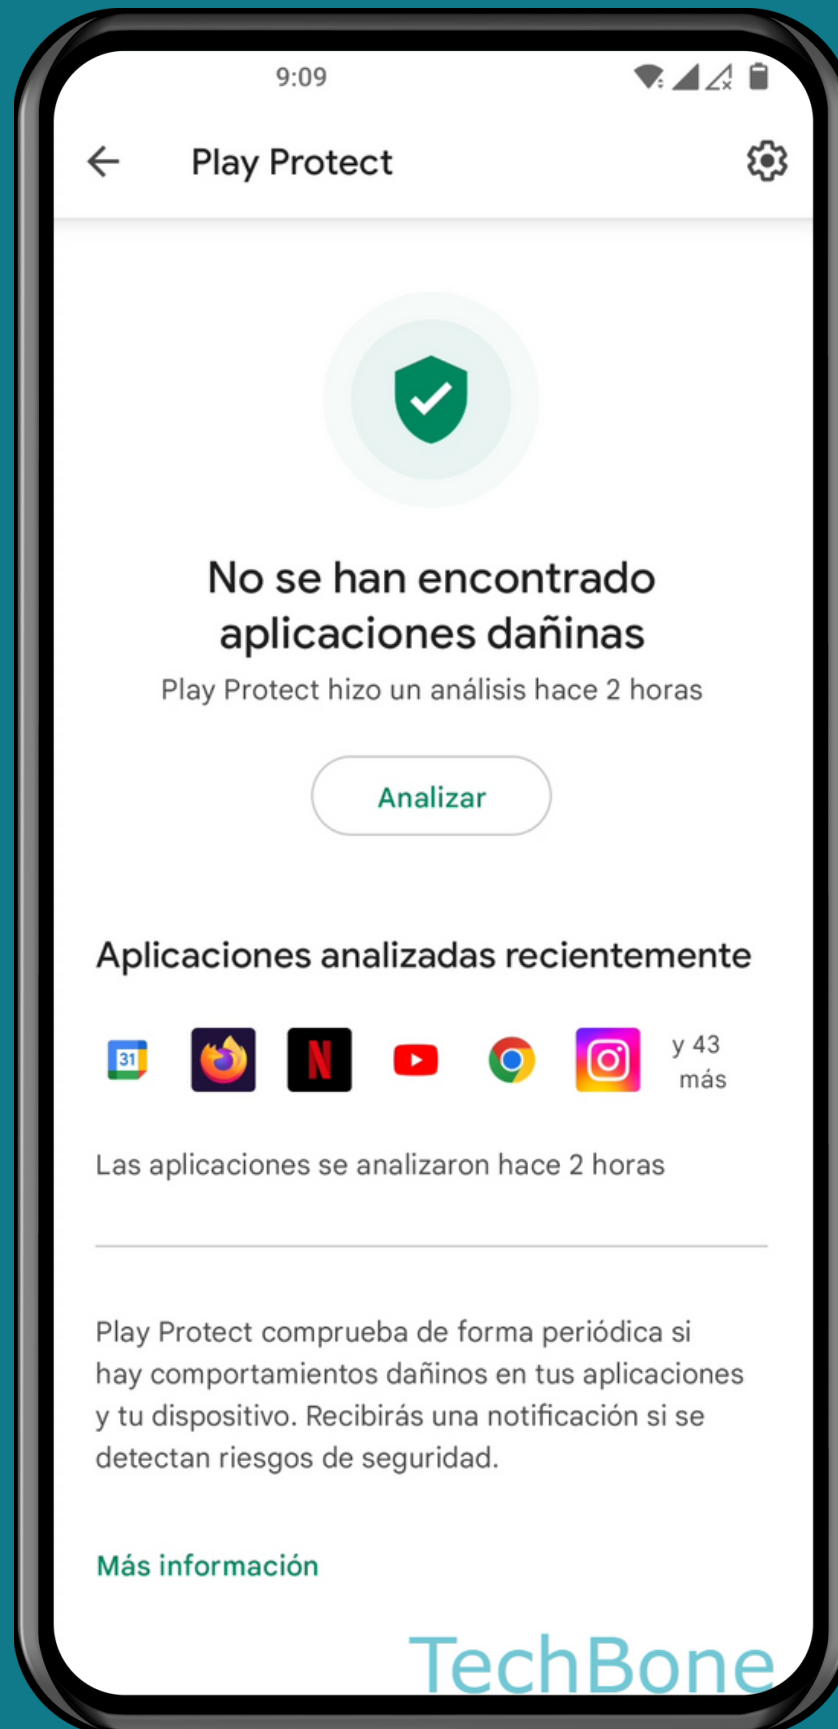 9:09
Play Protect
No se han encontrado
aplicaciones dañinas
Play Protect hizo un análisis hace 2 horas
Analizar
Aplicaciones analizadas recientemente
31
N
y 43
más
Las aplicaciones se analizaron hace 2 horas
Play Protect comprueba de forma periódica si
hay comportamientos dañinos en tus aplicaciones
y tu dispositivo. Recibirás una notificación si se
detectan riesgos de seguridad.
Más información
TechBone